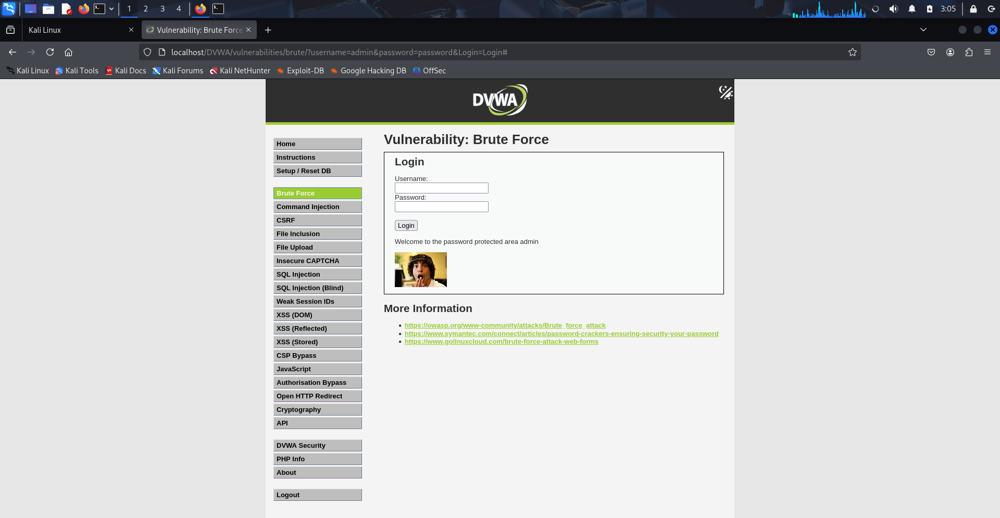 1 2 3 4 3:05
Kali Linux
Vulnerability: Brute Force
localhost/DVWA/vulnerabilities/brute/?username=admin&password=password&Login=Login#
Kali Linux Kali Tools Kali Docs Kali Forums Kali NetHunter Exploit-DB Google Hacking DB OffSec
DVWA
Home
Instructions
Setup / Reset DB
Brute Force
Command Injection
CSRF
File Inclusion
File Upload
Insecure CAPTCHA
SQL Injection
SQL Injection (Blind)
Weak Session IDs
XSS (DOM)
XSS (Reflected)
XSS (Stored)
CSP Bypass
JavaScript
Authorisation Bypass
Open HTTP Redirect
Cryptography
API
DVWA Security
PHP Info
About
Logout
Vulnerability: Brute Force
Login
Username:
Password:
Login
Welcome to the password protected area admin
More Information
https://owasp.org/www-community/attacks/Brute_force_attack
https://www.symantec.com/connect/articles/password-crackers-ensuring-security-your-password
https://www.golinuxcloud.com/brute-force-attack-web-forms